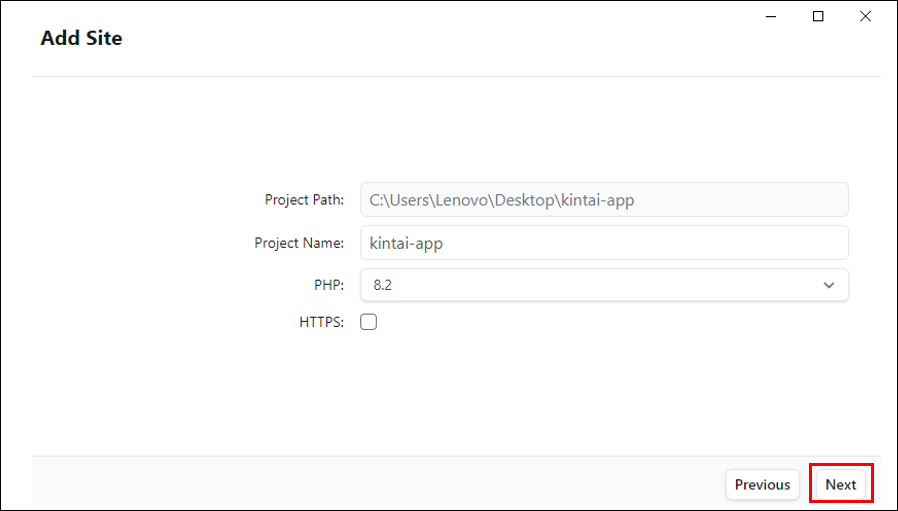 Add Site
Project Path: C:\Users\Lenovo\Desktop\kintai-app
Project Name: kintai-app
PHP: 8.2
HTTPS:
Previous Next